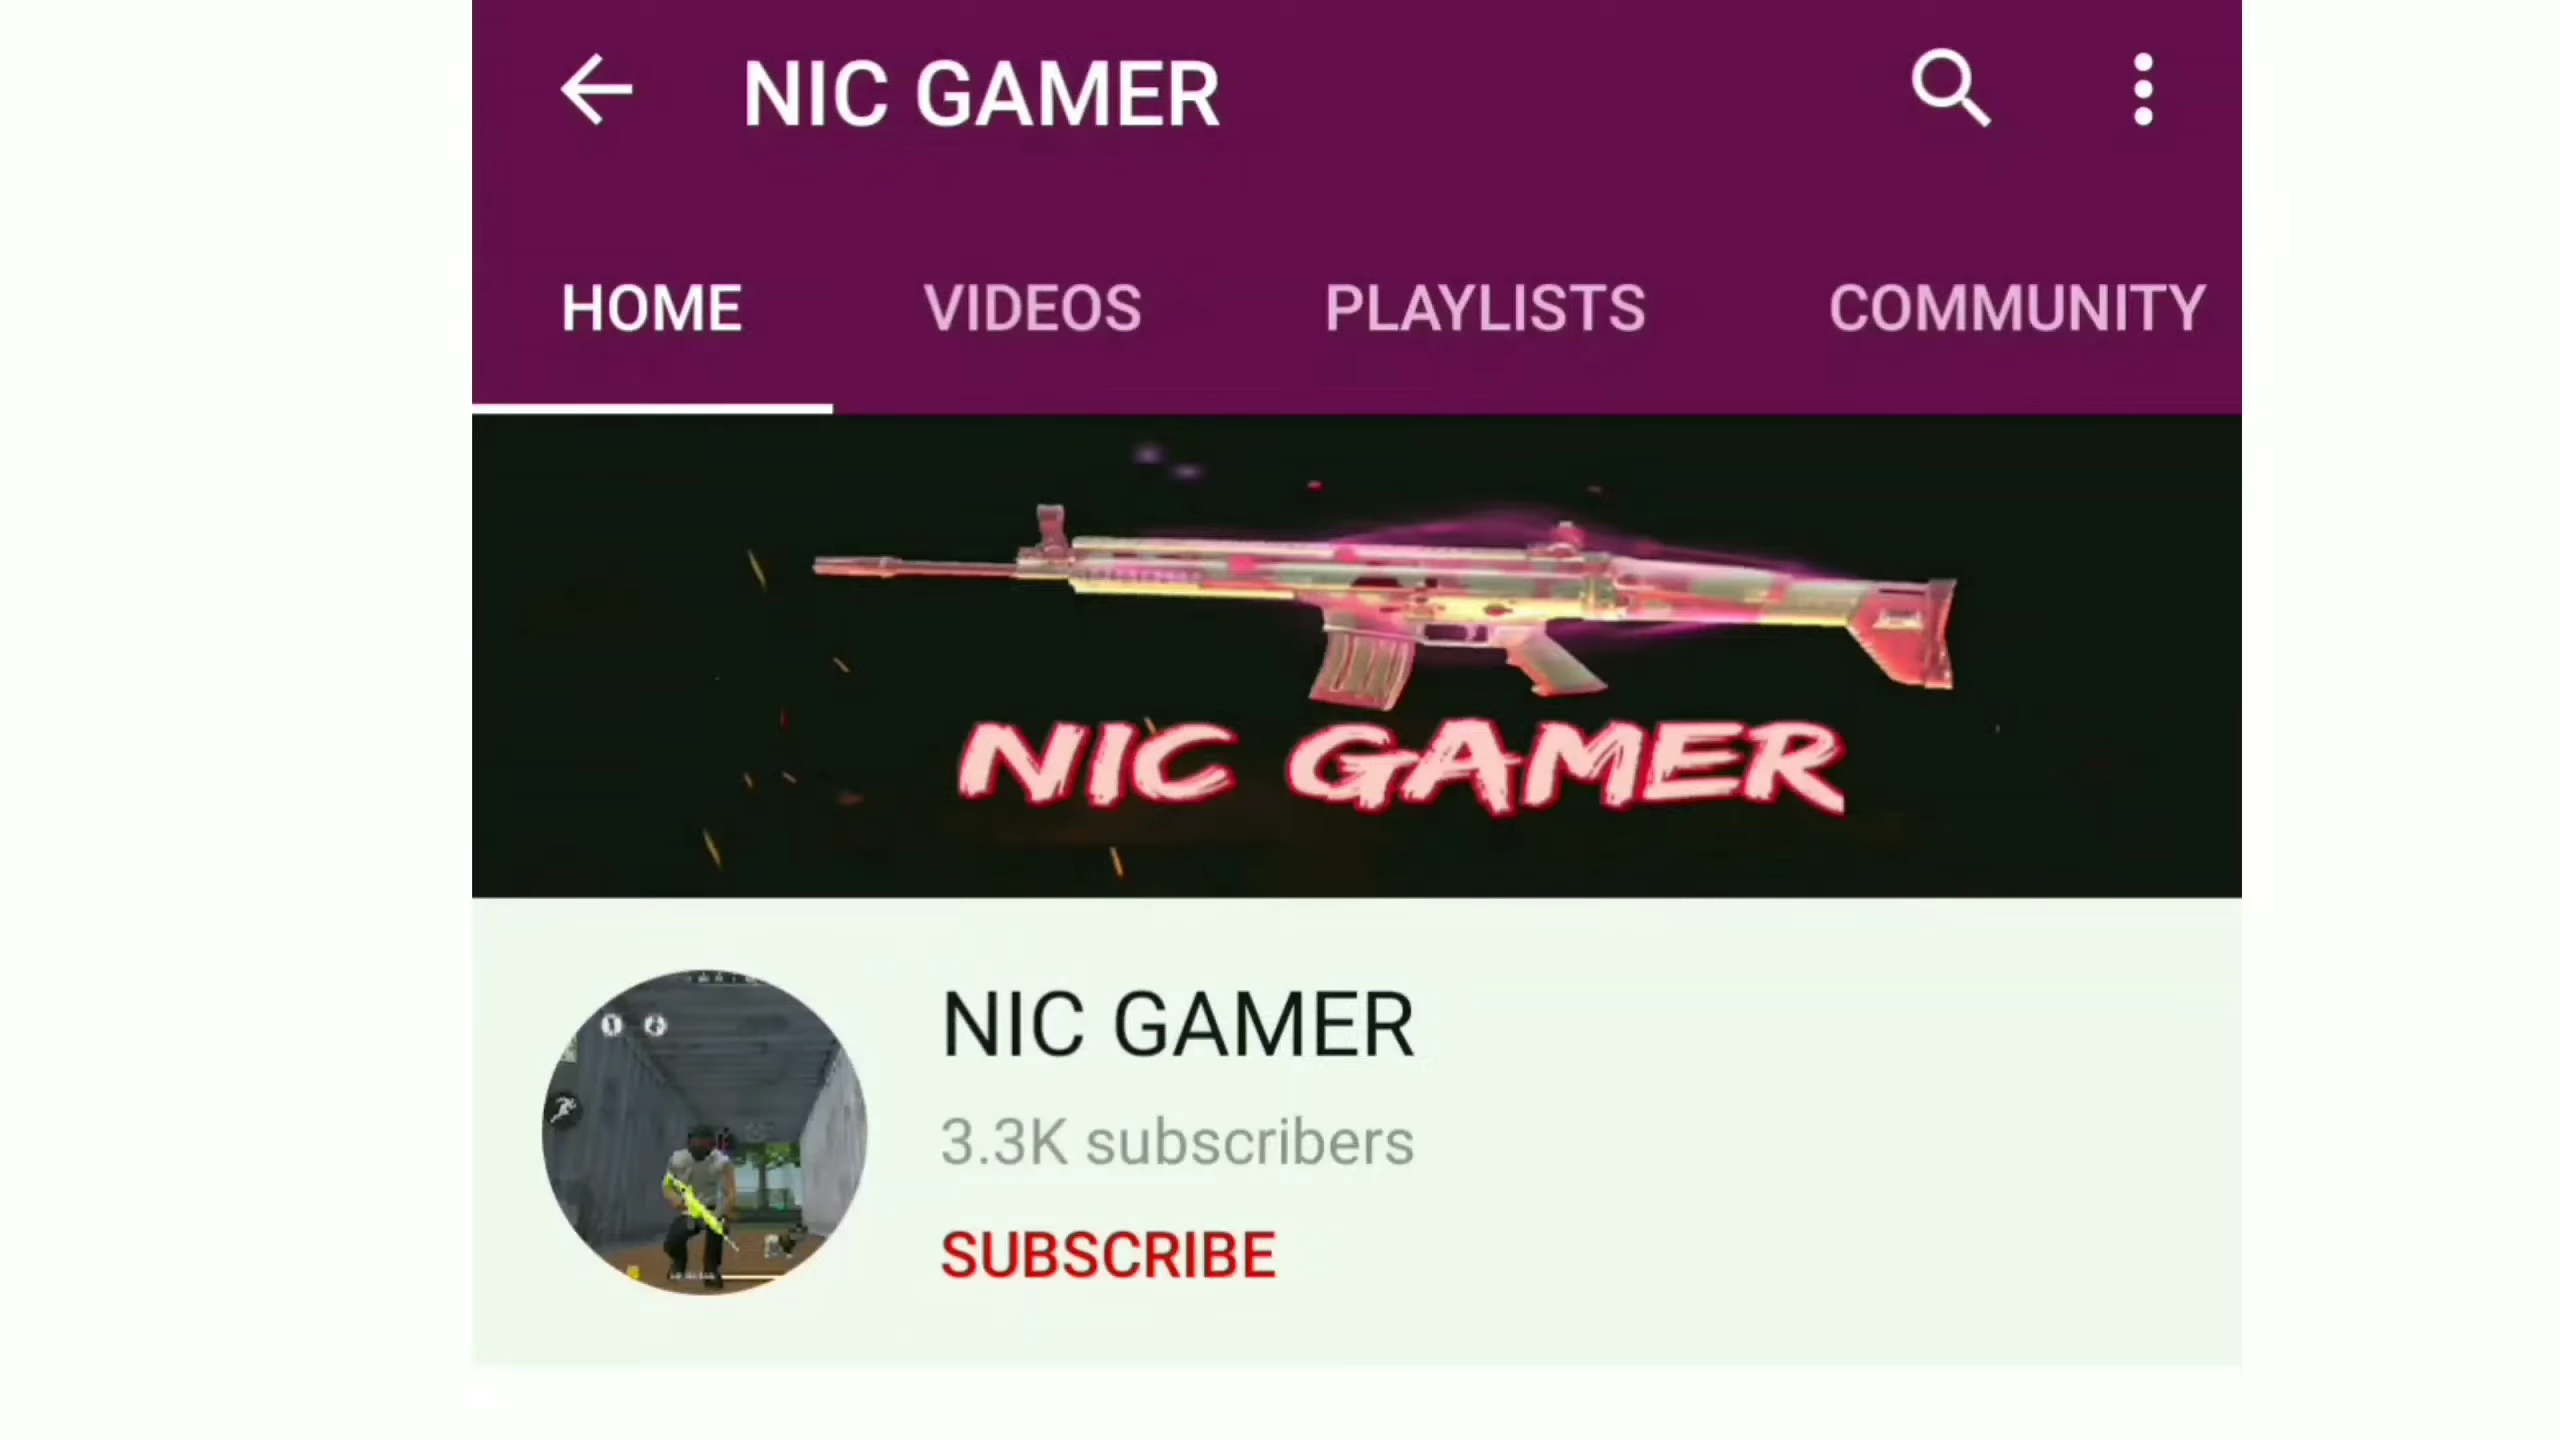 NIC GAMER
HOME VIDEOS PLAYLISTS COMMUNITY
NIC GAMER
NIC GAMER
3.3K subscribers
SUBSCRIBE